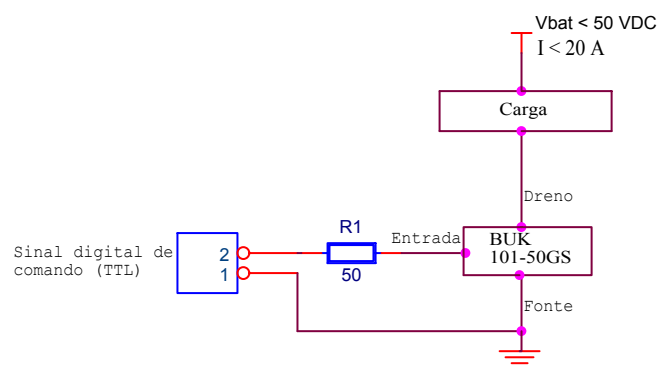 Vbat < 50 VDC
I < 20 A
Carga
Dreno
R1
Entrada
BUK
101-50GS
Sinal digital de
comando (TTL)
2
1
50
Fonte